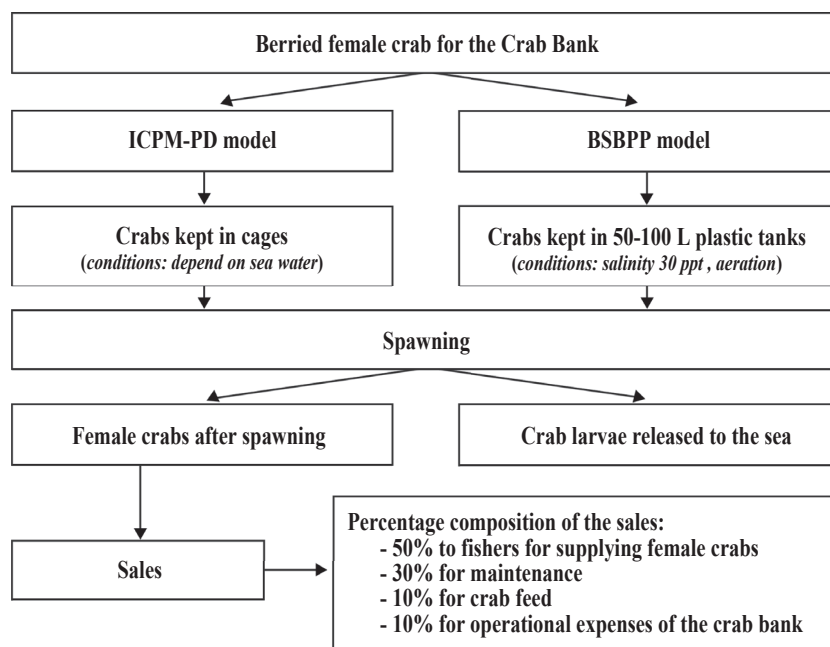 Berried female crab for the Crab Bank
ICPM-PD model
BSBPP model
Crabs kept in cages
(conditions: depend on sea water)
Crabs kept in 50-100 L plastic tanks
(conditions: salinity 30 ppt , aeration)
Spawning
Female crabs after spawning
Crab larvae released to the sea
Sales
Percentage composition of the sales:
- 50% to fishers for supplying female crabs
- 30% for maintenance
- 10% for crab feed
- 10% for operational expenses of the crab bank